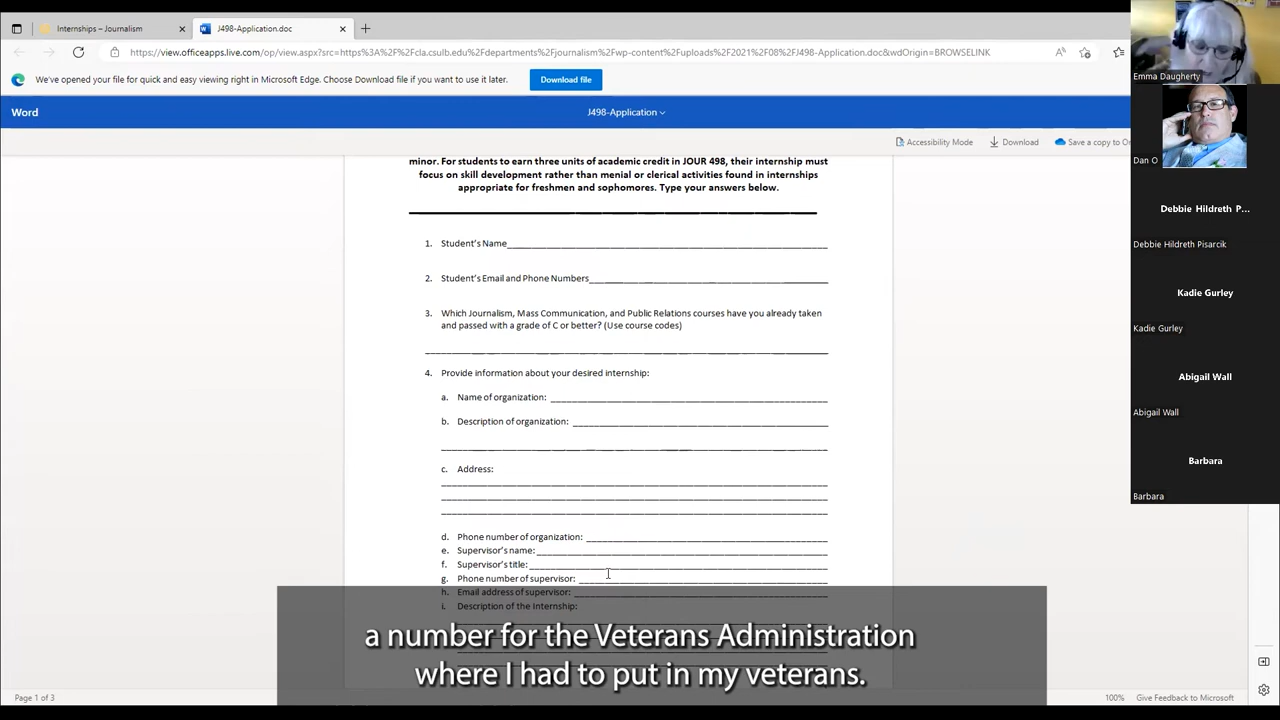 Internships – Journalism
J498-Application.doc
https://view.officeapps.live.com/op/view.aspx?src=https%3A%2F%2Fcla.csulb.edu%2Fdepartments%2Fjournalism%2Fwp-content%2Fuploads%2F2021%2F08%2FJ498-Application.doc&wdOrigin=BROWSELINK
We've opened your file for quick and easy viewing right in Microsoft Edge. Choose Download file if you want to use it later.
Download file
Word
J498-Application
Accessibility Mode
Download
Save a copy to On
minor. For students to earn three units of academic credit in JOUR 498, their internship must
focus on skill development rather than menial or clerical activities found in internships
appropriate for freshmen and sophomores. Type your answers below.
1. Student's Name
2. Student's Email and Phone Numbers
3. Which Journalism, Mass Communication, and Public Relations courses have you already taken
and passed with a grade of C or better? (Use course codes)
4. Provide information about your desired internship:
a. Name of organization:
b. Description of organization:
c. Address:
d. Phone number of organization:
e. Supervisor's name:
f. Supervisor's title:
g. Phone number of supervisor:
h. Email address of supervisor:
i. Description of the Internship:
a number for the Veterans Administration
where I had to put in my veterans.
Page 1 of 3
100%
Give Feedback to Microsoft
Emma Daugherty
Dan O
Debbie Hildreth P...
Debbie Hildreth Pisarcik
Kadie Gurley
Kadie Gurley
Abigail Wall
Abigail Wall
Barbara
Barbara